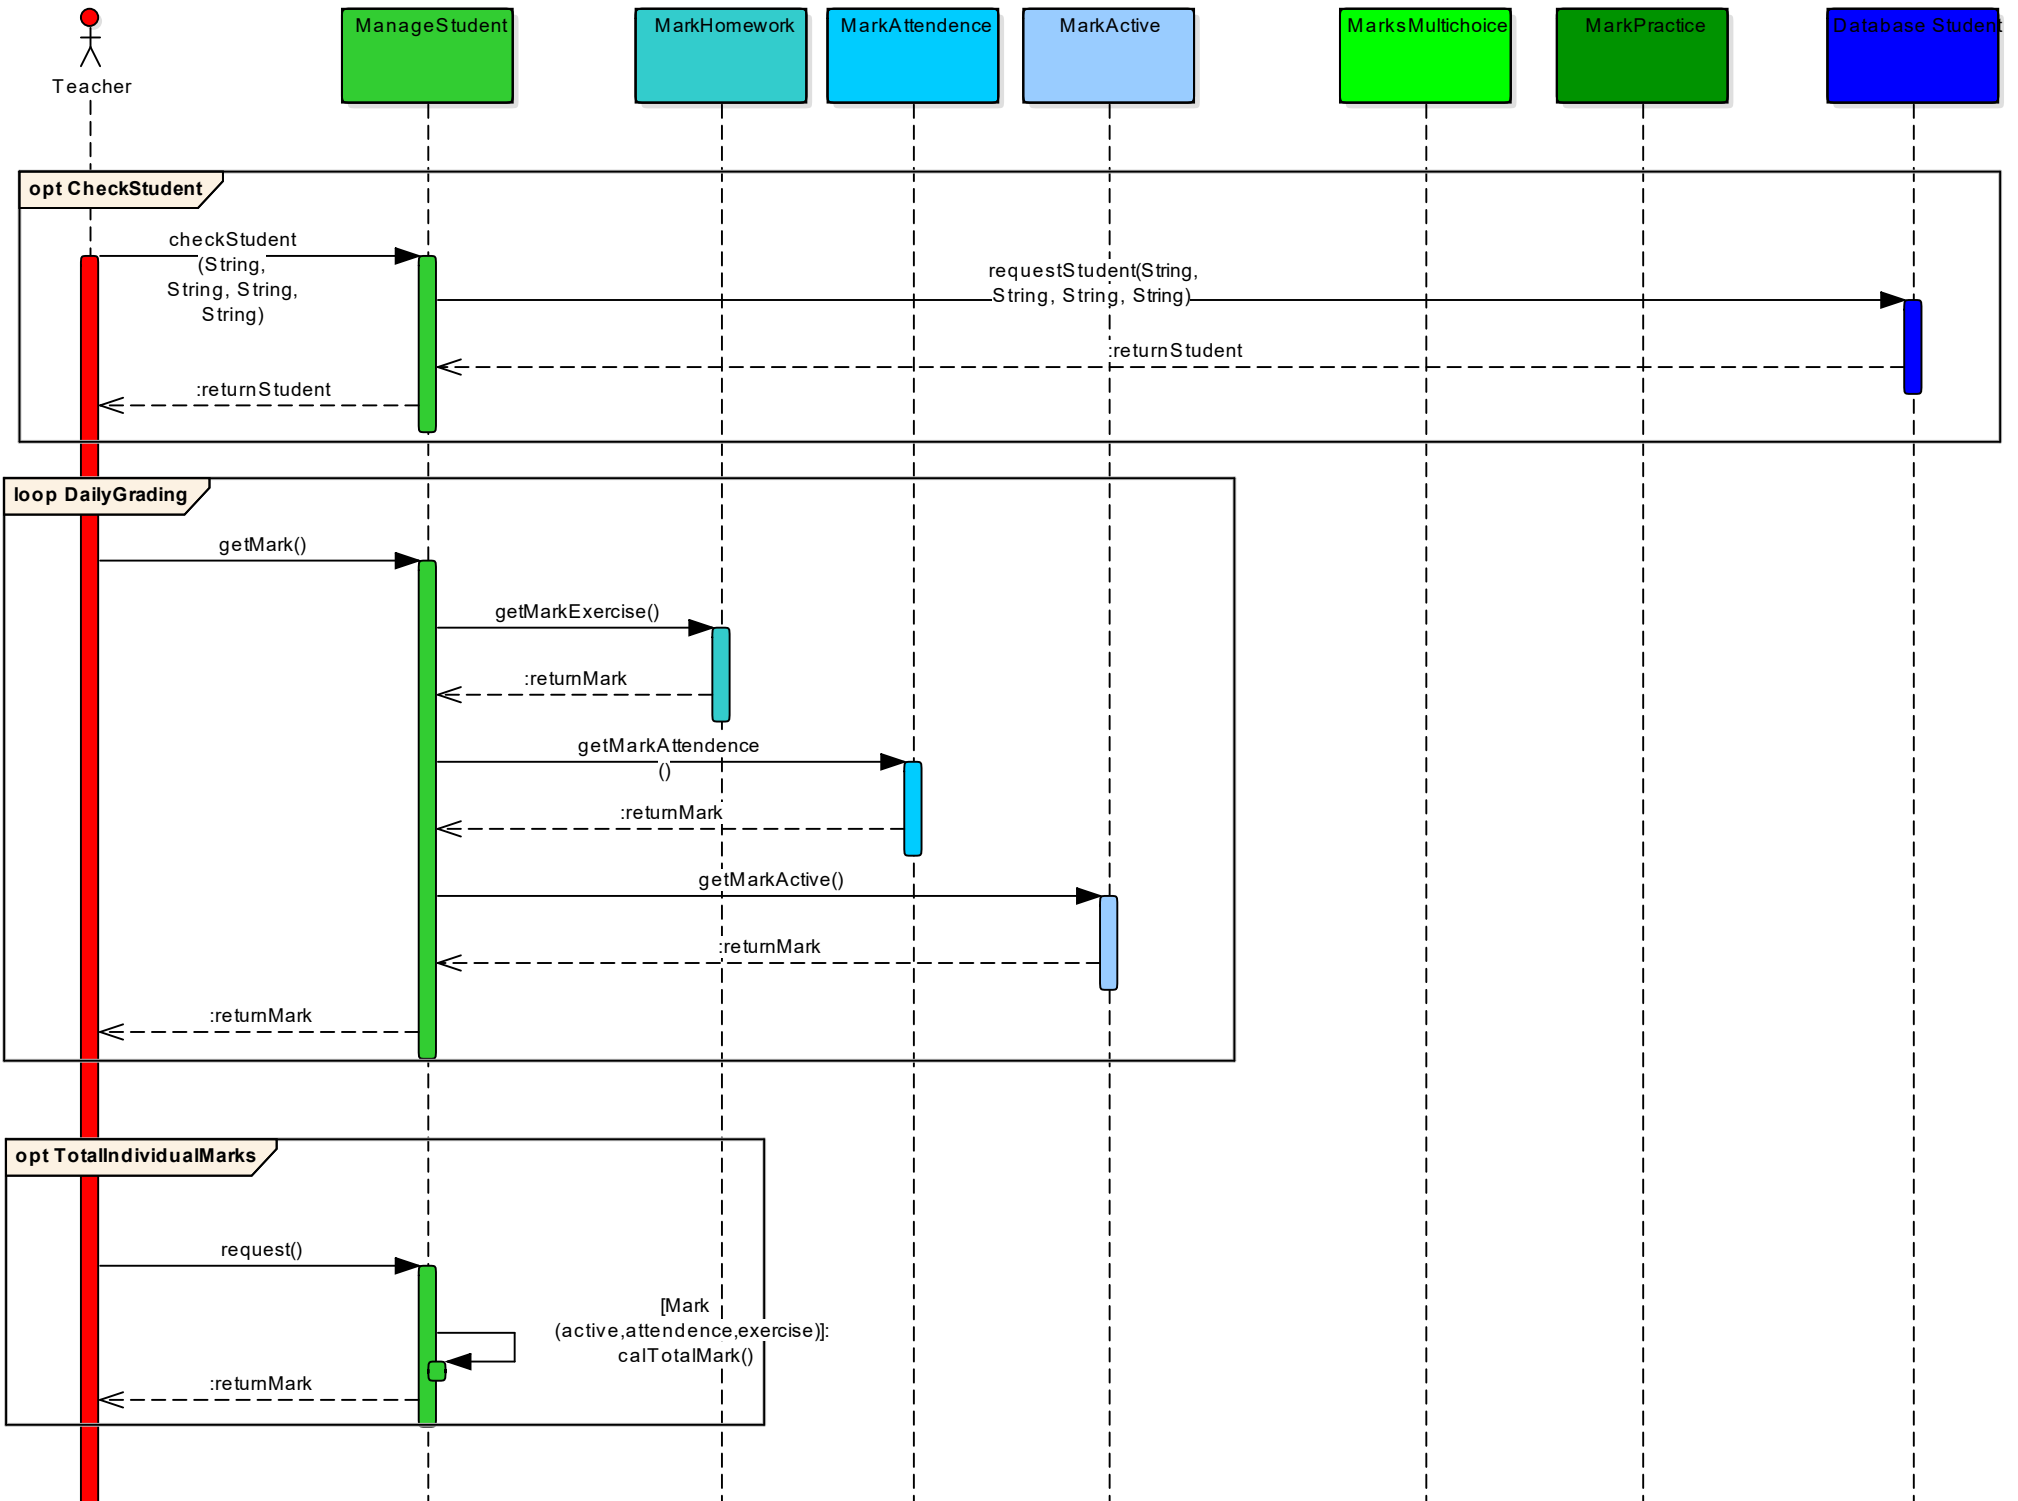 Teacher
ManageStudent
MarkHomework
MarkAttendence
MarkActive
MarksMultichoice
MarkPractice
Database Student
opt CheckStudent
checkStudent
(String,
String, String,
String)
requestStudent(String,
String, String, String)
:returnStudent
:returnStudent
loop DailyGrading
getMark()
getMarkExercise()
:returnMark
getMarkAttendence
()
:returnMark
getMarkActive()
:returnMark
:returnMark
opt TotalIndividualMarks
request()
[Mark
(active,attendence,exercise)]:
calTotalMark()
:returnMark